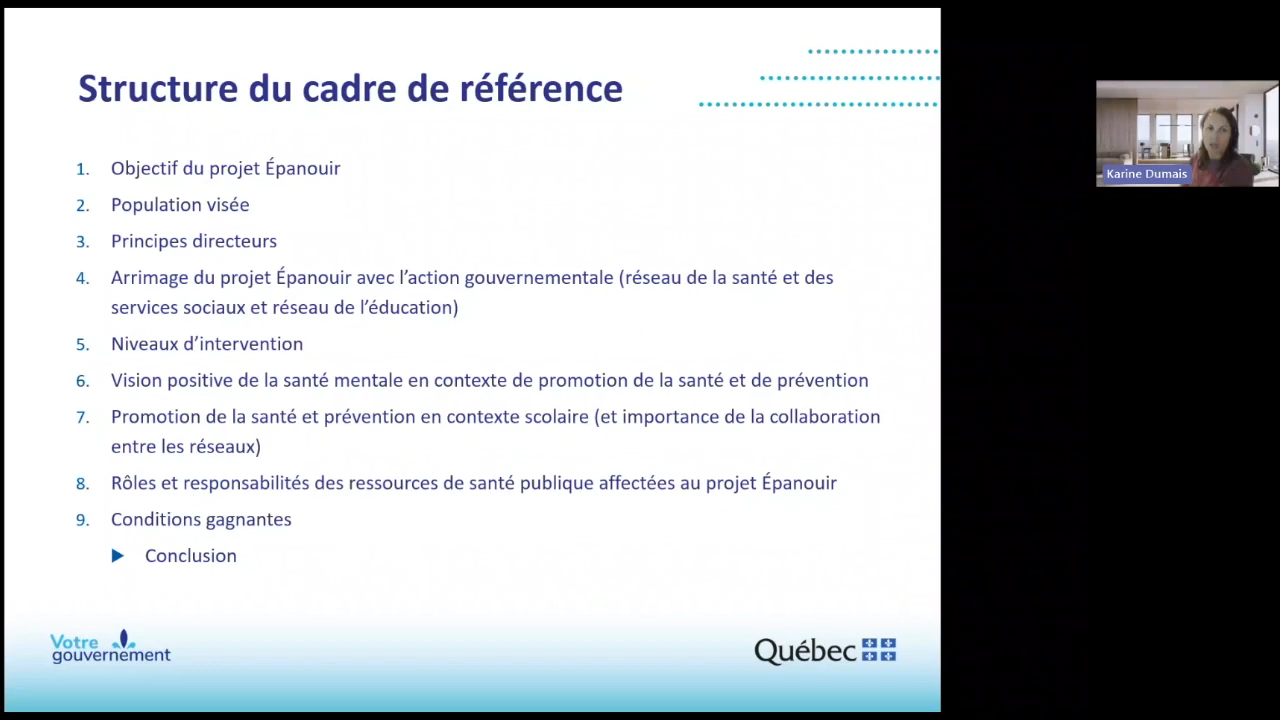 Structure du cadre de référence
1. Objectif du projet Épanouir
2. Population visée
3. Principes directeurs
4. Arrimage du projet Épanouir avec l’action gouvernementale (réseau de la santé et des
services sociaux et réseau de l’éducation)
5. Niveaux d’intervention
6. Vision positive de la santé mentale en contexte de promotion de la santé et de prévention
7. Promotion de la santé et prévention en contexte scolaire (et importance de la collaboration
entre les réseaux)
8. Rôles et responsabilités des ressources de santé publique affectées au projet Épanouir
9. Conditions gagnantes
Conclusion
Votre
gouvernement
Québec
Karine Dumais